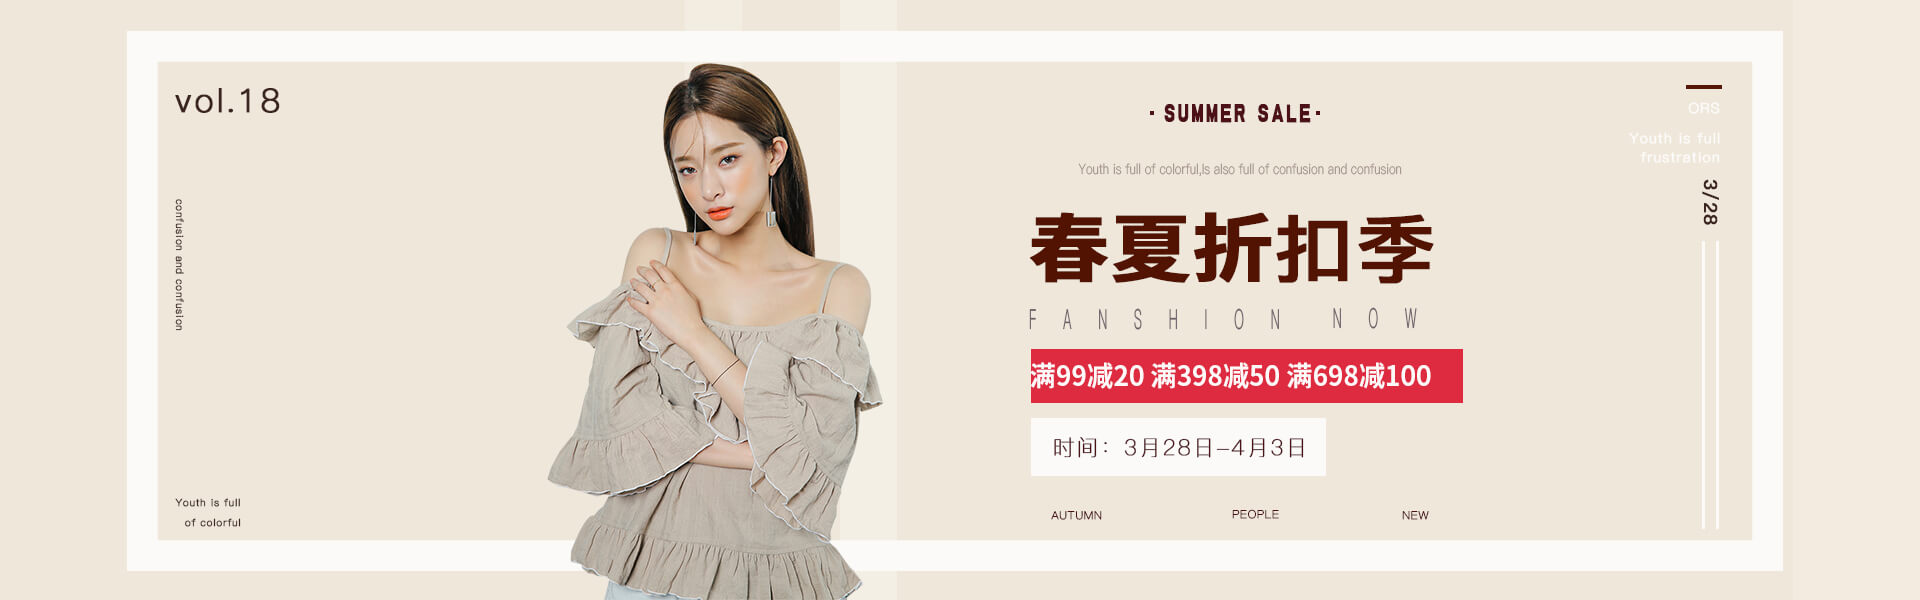 vol.18
confusion and confusion
Youth is full
of colorful
· SUMMER SALE·
Youth is full of colorful,Is also full of confusion and confusion
春夏折扣季
FANSHION NOW
满99减20 满398减50 满698减100
时间：3月28日–4月3日
AUTUMN PEOPLE NEW
ORS
Youth is full
frustration
3/28